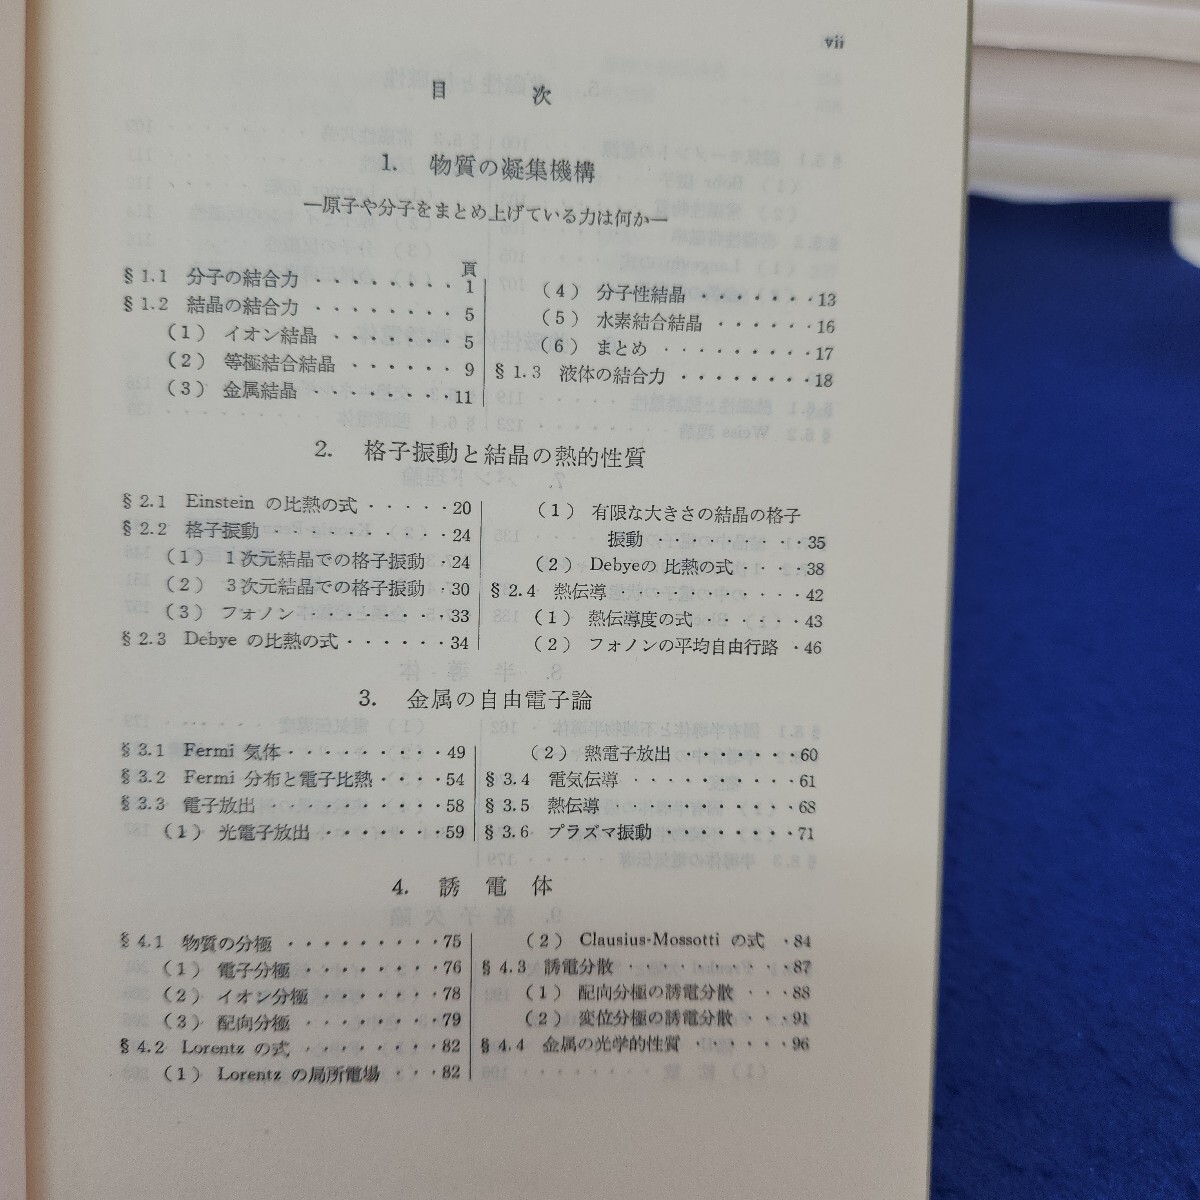 vii
目次
1. 物質の凝集機構
―原子や分子をまとめ上げている力は何か―
頁
§1.1 分子の結合力 ········ 1
§1.2 結晶の結合力 ········ 5
(1) イオン結晶 ······· 5
(2) 等極結合結晶 ······ 9
(3) 金属結晶 ········ 11
(4) 分子性結晶 ······· 13
(5) 水素結合結晶 ······ 16
(6) まとめ ········· 17
§1.3 液体の結合力 ········ 18
2. 格子振動と結晶の熱的性質
§2.1 Einstein の比熱の式 ····· 20
§2.2 格子振動 ·········· 24
(1) 1次元結晶での格子振動 · 24
(2) 3次元結晶での格子振動 · 30
(3) フォノン ········ 33
§2.3 Debye の比熱の式 ······ 34
(1) 有限な大きさの結晶の格子
振動 ·········· 35
(2) Debyeの比熱の式 ···· 38
§2.4 熱伝導 ··········· 42
(1) 熱伝導度の式 ······ 43
(2) フォノンの平均自由行路 · 46
3. 金属の自由電子論
§3.1 Fermi 気体 ········· 49
§3.2 Fermi 分布と電子比熱 ···· 54
§3.3 電子放出 ·········· 58
(1) 光電子放出 ······· 59
(2) 熱電子放出 ······· 60
§3.4 電気伝導 ·········· 61
§3.5 熱伝導 ··········· 68
§3.6 プラズマ振動 ········ 71
4. 誘電体
§4.1 物質の分極 ········· 75
(1) 電子分極 ········ 76
(2) イオン分極 ······· 78
(3) 配向分極 ········ 79
§4.2 Lorentz の式 ········ 82
(1) Lorentz の局所電場 ··· 82
(2) Clausius-Mossotti の式 · 84
§4.3 誘電分散 ·········· 87
(1) 配向分極の誘電分散 ··· 88
(2) 変位分極の誘電分散 ··· 91
§4.4 金属の光学的性質 ······ 96